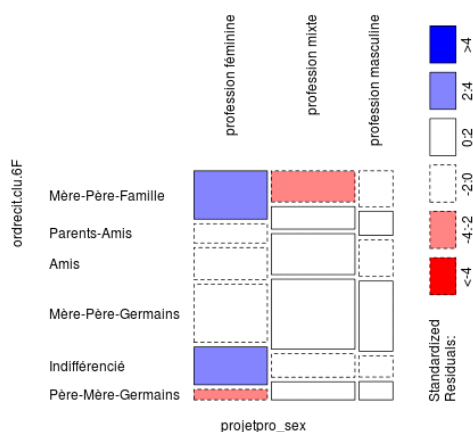 profession féminine
profession mixte
profession masculine
ordrecit.clu.6F
Mère-Père-Famille
Parents-Amis
Amis
Mère-Père-Germains
Indifférencié
Père-Mère-Germains
projetpro_sex
Standardized
Residuals:
<-4
-4:-2
-2:0
0:2
2:4
>4